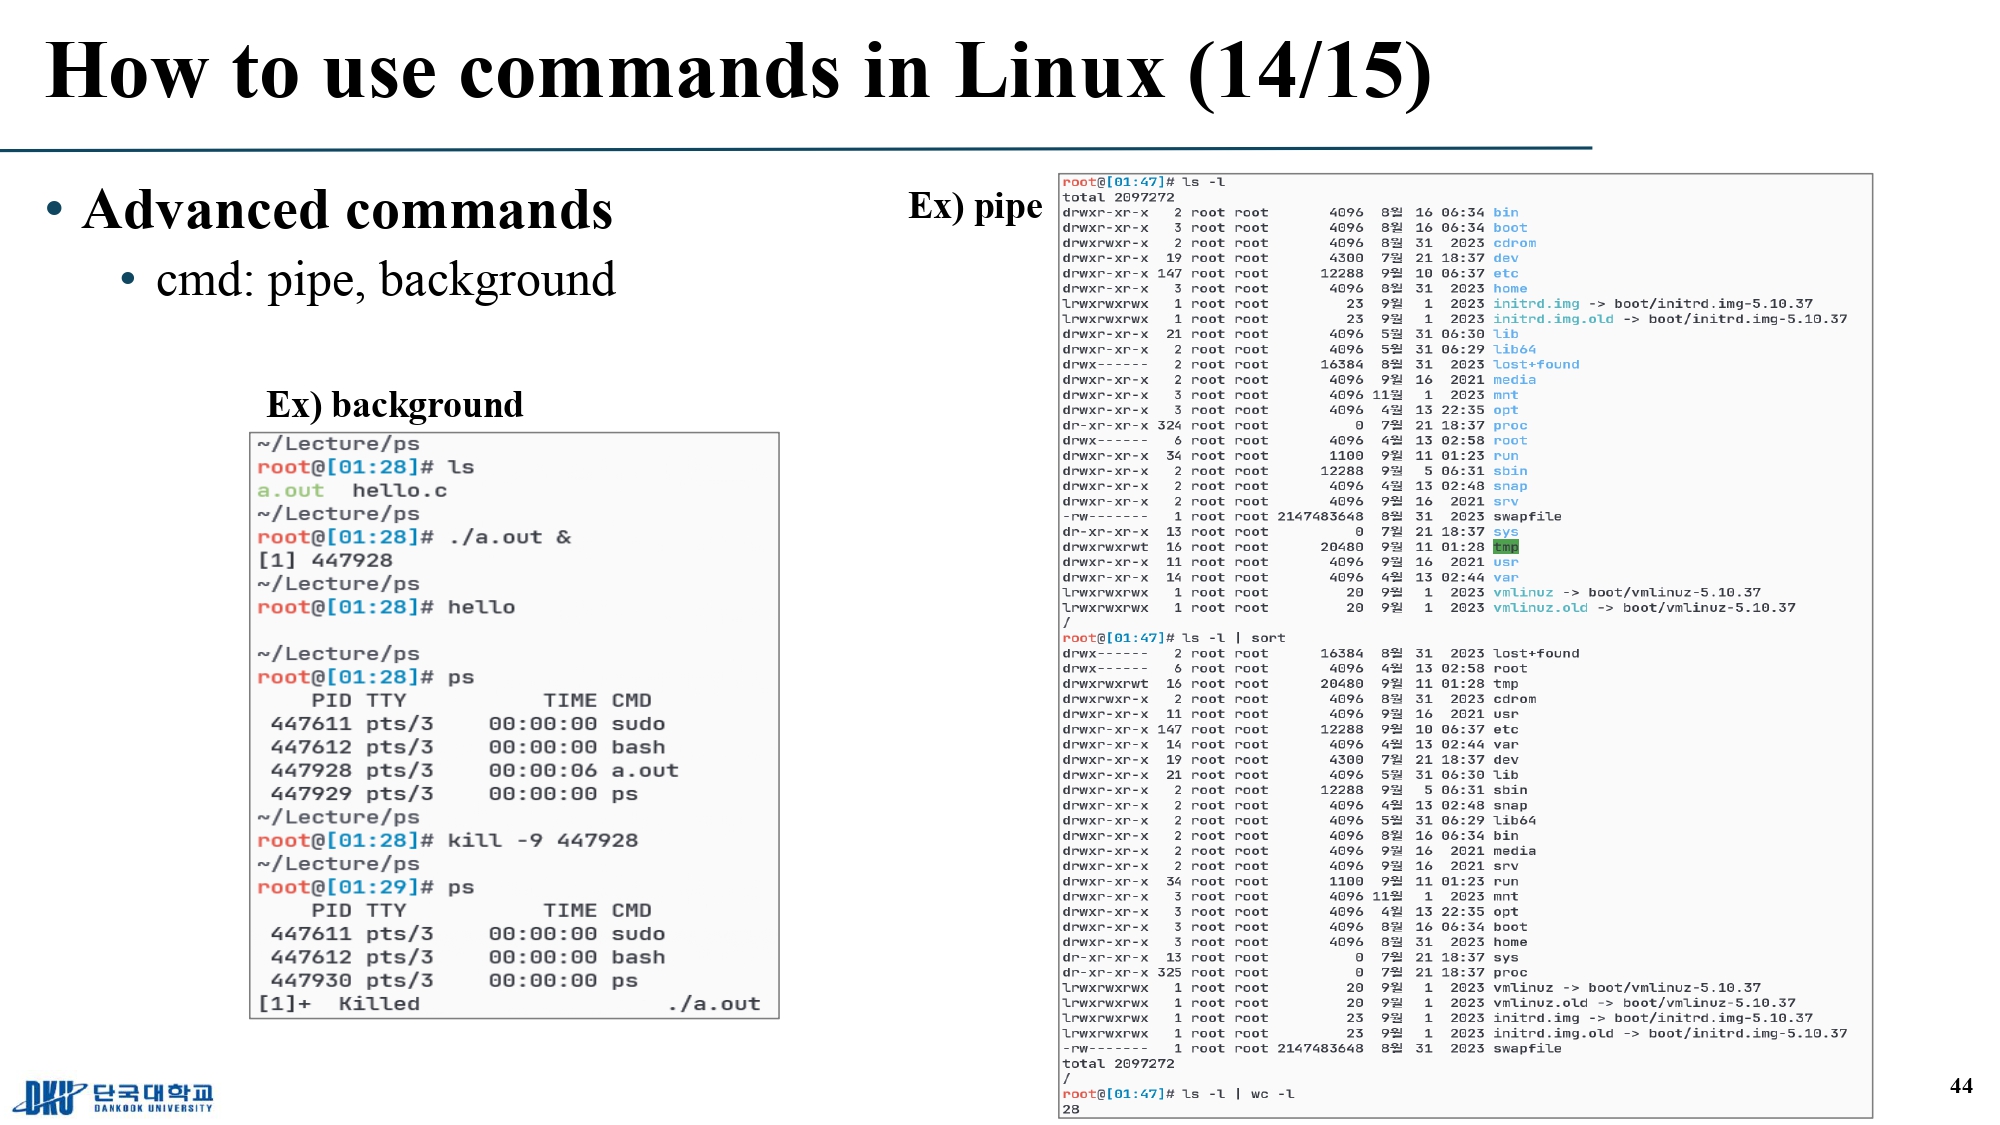 How to use commands in Linux (14/15)
• Advanced commands
• cmd: pipe, background
Ex) background
~/Lecture/ps
root@[01:28]# ls
a.out  hello.c
~/Lecture/ps
root@[01:28]# ./a.out &
[1] 447928
~/Lecture/ps
root@[01:28]# hello
~/Lecture/ps
root@[01:28]# ps
    PID TTY          TIME CMD
 447611 pts/3    00:00:00 sudo
 447612 pts/3    00:00:00 bash
 447928 pts/3    00:00:06 a.out
 447929 pts/3    00:00:00 ps
~/Lecture/ps
root@[01:28]# kill -9 447928
~/Lecture/ps
root@[01:29]# ps
    PID TTY          TIME CMD
 447611 pts/3    00:00:00 sudo
 447612 pts/3    00:00:00 bash
 447930 pts/3    00:00:00 ps
[1]+  Killed                  ./a.out
Ex) pipe
root@[01:47]# ls -l
total 2097272
drwxr-xr-x   2 root root       4096  8월 16 06:34 bin
drwxr-xr-x   3 root root       4096  8월 16 06:34 boot
drwxrwxr-x   2 root root       4096  8월 31  2023 cdrom
drwxr-xr-x  19 root root       4300  7월 21 18:37 dev
drwxr-xr-x 147 root root      12288  9월 10 06:37 etc
drwxr-xr-x   3 root root       4096  8월 31  2023 home
lrwxrwxrwx   1 root root         23  9월  1  2023 initrd.img -> boot/initrd.img-5.10.37
lrwxrwxrwx   1 root root         23  9월  1  2023 initrd.img.old -> boot/initrd.img-5.10.37
drwxr-xr-x  21 root root       4096  5월 31 06:30 lib
drwxr-xr-x   2 root root       4096  5월 31 06:29 lib64
drwx------   2 root root      16384  8월 31  2023 lost+found
drwxr-xr-x   2 root root       4096  9월 16  2021 media
drwxr-xr-x   3 root root       4096 11월  1  2023 mnt
drwxr-xr-x   3 root root       4096  4월 13 22:35 opt
dr-xr-xr-x 324 root root          0  7월 21 18:37 proc
drwx------   6 root root       4096  4월 13 02:58 root
drwxr-xr-x  34 root root       1100  9월 11 01:23 run
drwxr-xr-x   2 root root      12288  9월  5 06:31 sbin
drwxr-xr-x   2 root root       4096  4월 13 02:48 snap
drwxr-xr-x   2 root root       4096  9월 16  2021 srv
-rw-------   1 root root 2147483648  8월 31  2023 swapfile
dr-xr-xr-x  13 root root          0  7월 21 18:37 sys
drwxrwxrwt  16 root root      20480  9월 11 01:28 tmp
drwxr-xr-x  11 root root       4096  9월 16  2021 usr
drwxr-xr-x  14 root root       4096  4월 13 02:44 var
lrwxrwxrwx   1 root root         20  9월  1  2023 vmlinuz -> boot/vmlinuz-5.10.37
lrwxrwxrwx   1 root root         20  9월  1  2023 vmlinuz.old -> boot/vmlinuz-5.10.37
/
root@[01:47]# ls -l | sort
drwx------   2 root root      16384  8월 31  2023 lost+found
drwx------   6 root root       4096  4월 13 02:58 root
drwxrwxrwt  16 root root      20480  9월 11 01:28 tmp
drwxrwxr-x   2 root root       4096  8월 31  2023 cdrom
drwxr-xr-x  11 root root       4096  9월 16  2021 usr
drwxr-xr-x 147 root root      12288  9월 10 06:37 etc
drwxr-xr-x  14 root root       4096  4월 13 02:44 var
drwxr-xr-x  19 root root       4300  7월 21 18:37 dev
drwxr-xr-x  21 root root       4096  5월 31 06:30 lib
drwxr-xr-x   2 root root      12288  9월  5 06:31 sbin
drwxr-xr-x   2 root root       4096  4월 13 02:48 snap
drwxr-xr-x   2 root root       4096  5월 31 06:29 lib64
drwxr-xr-x   2 root root       4096  8월 16 06:34 bin
drwxr-xr-x   2 root root       4096  9월 16  2021 media
drwxr-xr-x   2 root root       4096  9월 16  2021 srv
drwxr-xr-x  34 root root       1100  9월 11 01:23 run
drwxr-xr-x   3 root root       4096 11월  1  2023 mnt
drwxr-xr-x   3 root root       4096  4월 13 22:35 opt
drwxr-xr-x   3 root root       4096  8월 16 06:34 boot
drwxr-xr-x   3 root root       4096  8월 31  2023 home
dr-xr-xr-x  13 root root          0  7월 21 18:37 sys
dr-xr-xr-x 325 root root          0  7월 21 18:37 proc
lrwxrwxrwx   1 root root         20  9월  1  2023 vmlinuz -> boot/vmlinuz-5.10.37
lrwxrwxrwx   1 root root         20  9월  1  2023 vmlinuz.old -> boot/vmlinuz-5.10.37
lrwxrwxrwx   1 root root         23  9월  1  2023 initrd.img -> boot/initrd.img-5.10.37
lrwxrwxrwx   1 root root         23  9월  1  2023 initrd.img.old -> boot/initrd.img-5.10.37
-rw-------   1 root root 2147483648  8월 31  2023 swapfile
total 2097272
/
root@[01:47]# ls -l | wc -l
28
DKU 단국대학교
DANKOOK UNIVERSITY
44